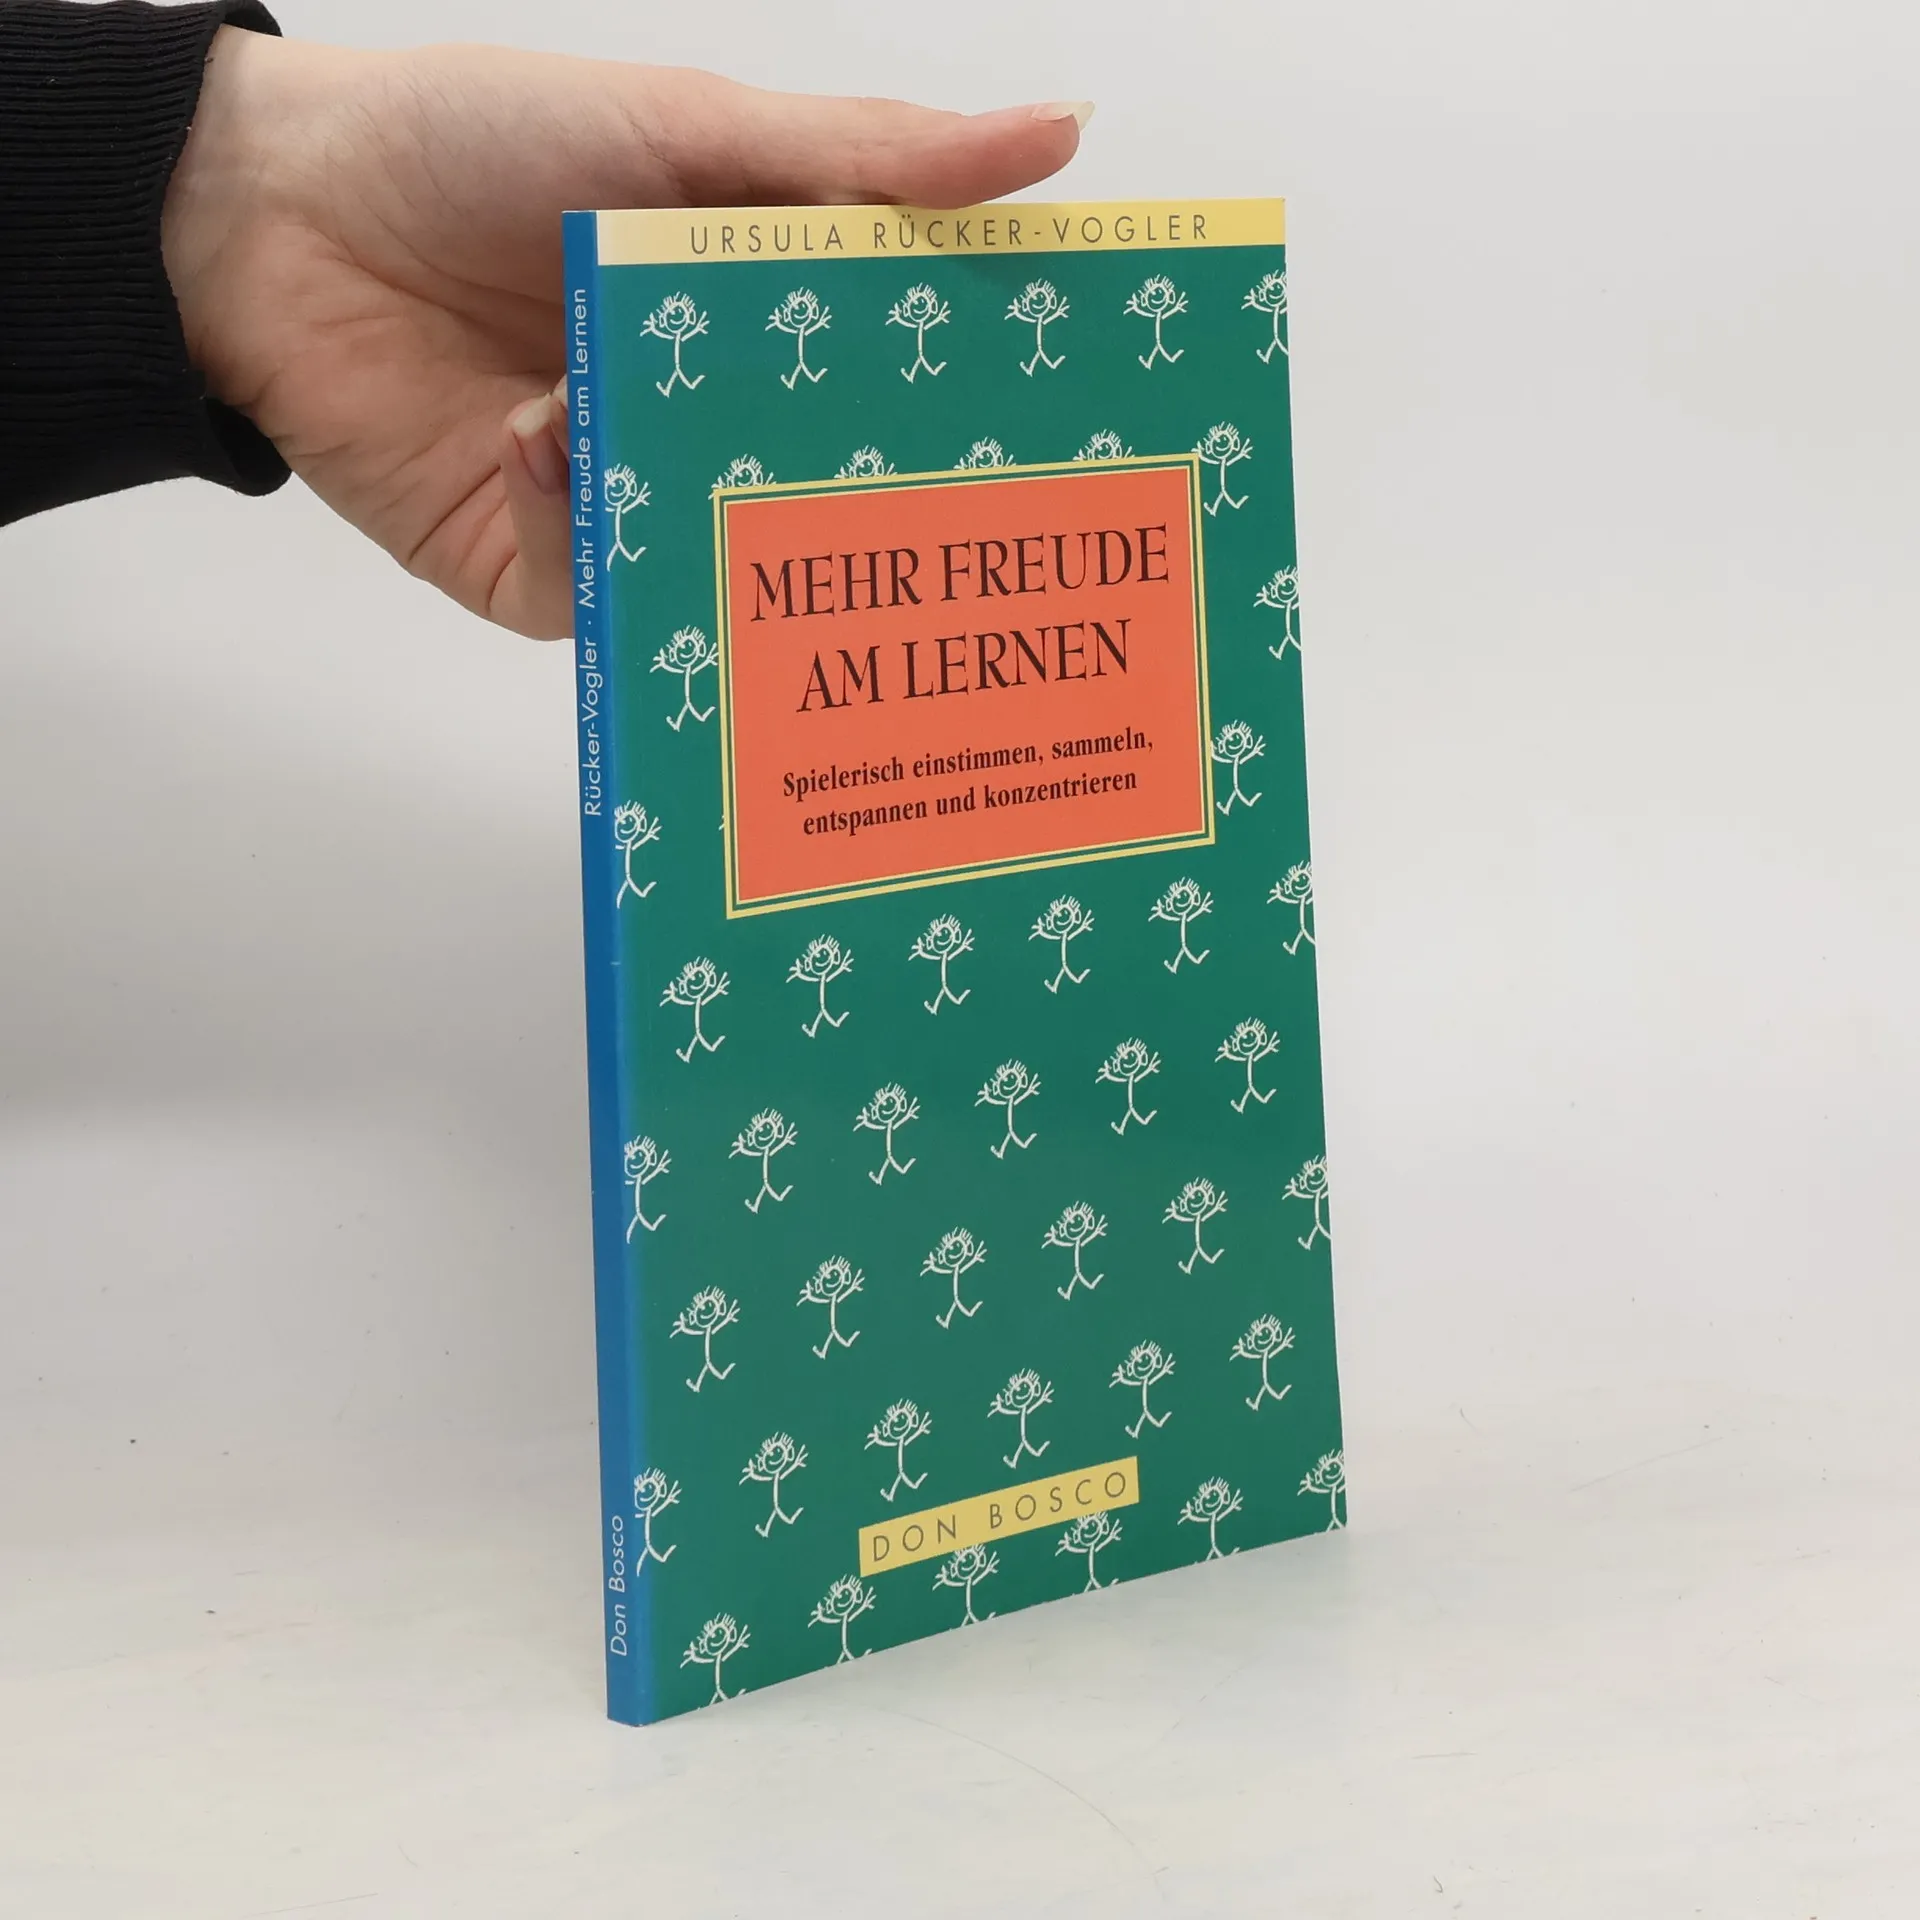 URSULA RÜCKER-VOGLER
MEHR FREUDE
AM LERNEN
Spielerisch einstimmen, sammeln,
entspannen und konzentrieren
DON BOSCO
Rücker-Vogler · Mehr Freude am Lernen
Don Bosco